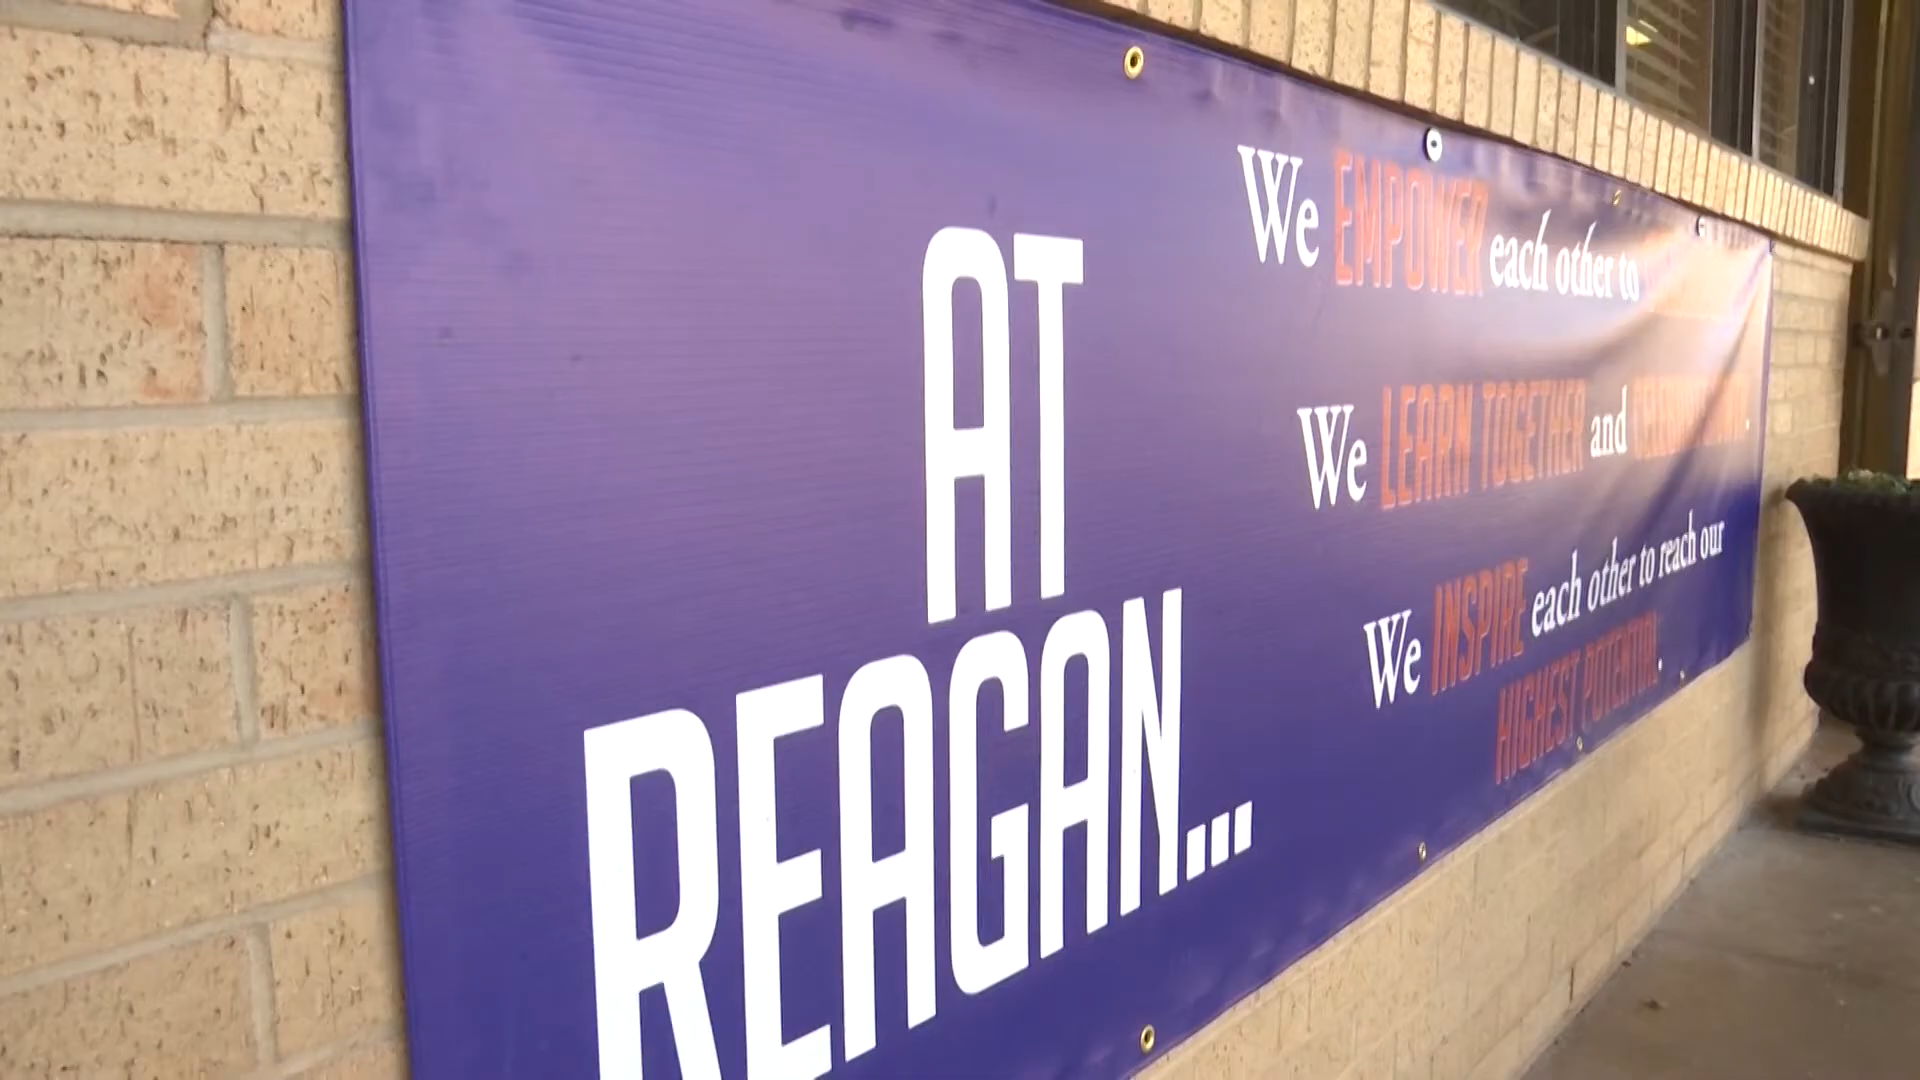 AT
REAGAN...
We EMPOWER each other to
We LEARN TOGETHER and
We INSPIRE each other to reach our
HIGHEST POTENTIAL.